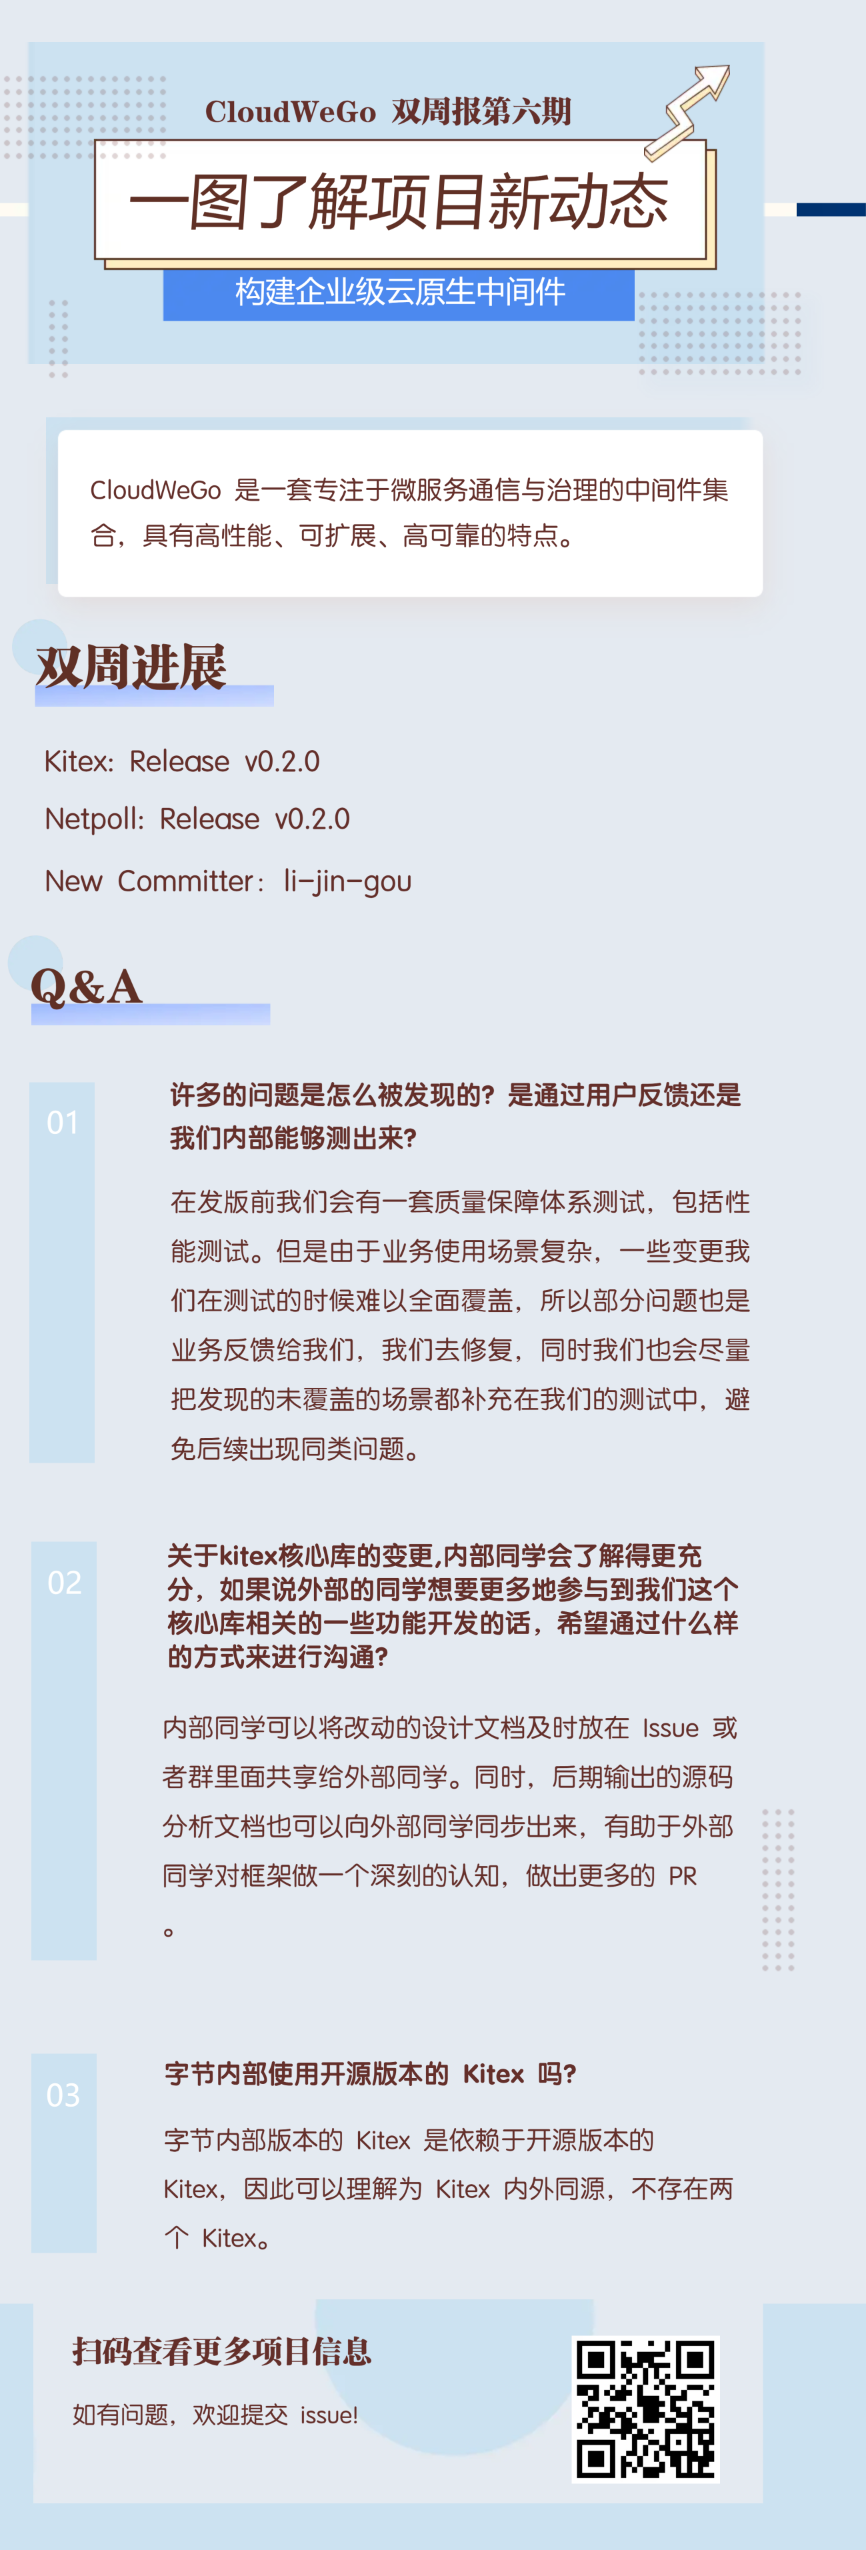 CloudWeGo 双周报第六期
一图了解项目新动态
构建企业级云原生中间件
CloudWeGo 是一套专注于微服务通信与治理的中间件集
合，具有高性能、可扩展、高可靠的特点。
双周进展
Kitex: Release v0.2.0
Netpoll: Release v0.2.0
New Committer：li-jin-gou
Q&A
01
许多的问题是怎么被发现的？是通过用户反馈还是
我们内部能够测出来?
在发版前我们会有一套质量保障体系测试，包括性
能测试。但是由于业务使用场景复杂，一些变更我
们在测试的时候难以全面覆盖，所以部分问题也是
业务反馈给我们，我们去修复，同时我们也会尽量
把发现的未覆盖的场景都补充在我们的测试中，避
免后续出现同类问题。
02
关于kitex核心库的变更,内部同学会了解得更充
分，如果说外部的同学想要更多地参与到我们这个
核心库相关的一些功能开发的话，希望通过什么样
的方式来进行沟通?
内部同学可以将改动的设计文档及时放在 Issue 或
者群里面共享给外部同学。同时，后期输出的源码
分析文档也可以向外部同学同步出来，有助于外部
同学对框架做一个深刻的认知，做出更多的 PR
。
03
字节内部使用开源版本的 Kitex 吗?
字节内部版本的 Kitex 是依赖于开源版本的
Kitex，因此可以理解为 Kitex 内外同源，不存在两
个 Kitex。
扫码查看更多项目信息
如有问题，欢迎提交 issue!